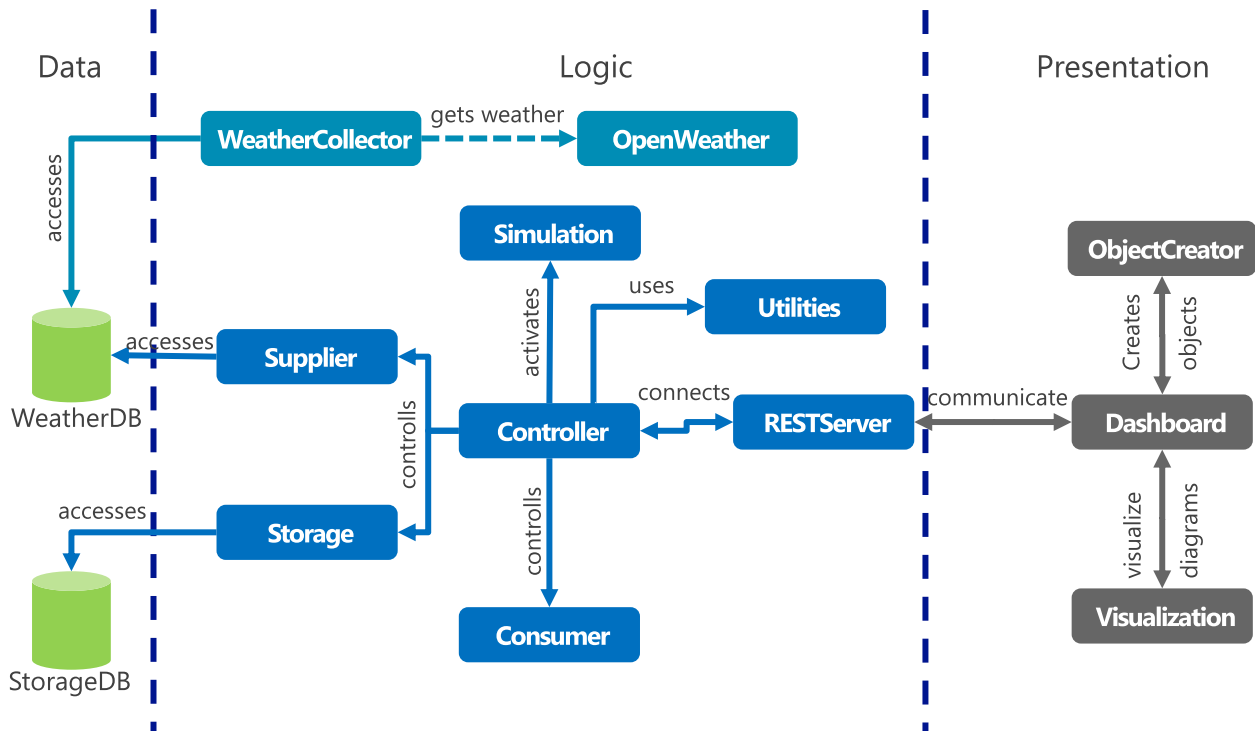 Data
Logic
Presentation
WeatherCollector
gets weather
OpenWeather
accesses
Simulation
ObjectCreator
uses
Utilities
activates
Creates
objects
accesses
Supplier
WeatherDB
connects
communicate
Controller
RESTServer
Dashboard
controlls
accesses
Storage
controlls
visualize
diagrams
Consumer
Visualization
StorageDB